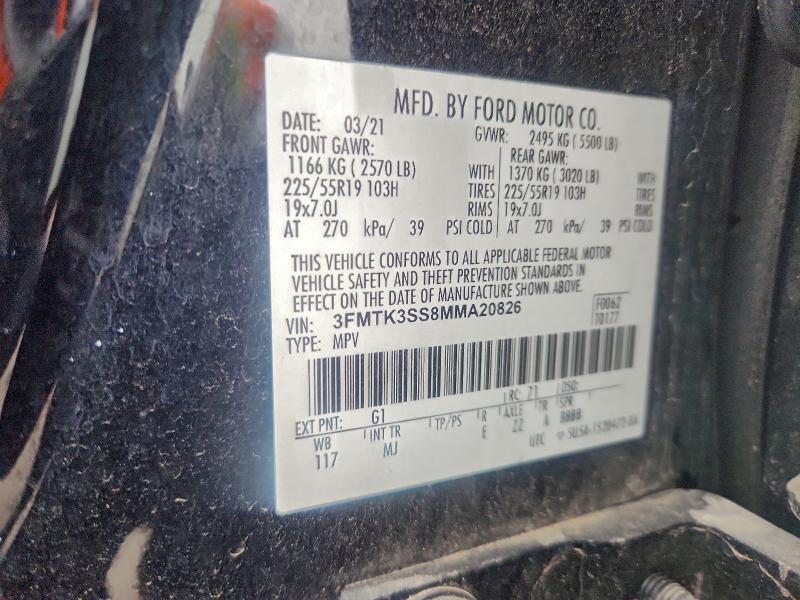 MFD. BY FORD MOTOR CO.
DATE: 03/21 GVWR: 2495 KG ( 5500 LB)
FRONT GAWR: REAR GAWR:
1166 KG ( 2570 LB) WITH 1370 KG ( 3020 LB) WITH
225/55R19 103H TIRES 225/55R19 103H TIRES
19x7.0J RIMS 19x7.0J RIMS
AT 270 kPa/ 39 PSI COLD AT 270 kPa/ 39 PSI COLD
THIS VEHICLE CONFORMS TO ALL APPLICABLE FEDERAL MOTOR
VEHICLE SAFETY AND THEFT PREVENTION STANDARDS IN
EFFECT ON THE DATE OF MANUFACTURE SHOWN ABOVE.
VIN: 3FMTK3SS8MMA20826 F0062
TYPE: MPV T0177
RC: 71 DSO:
EXT PNT: G1
WB INT TR TP/PS R AXLE TR SPR
117 MJ E ZZ A BBBB
UTC